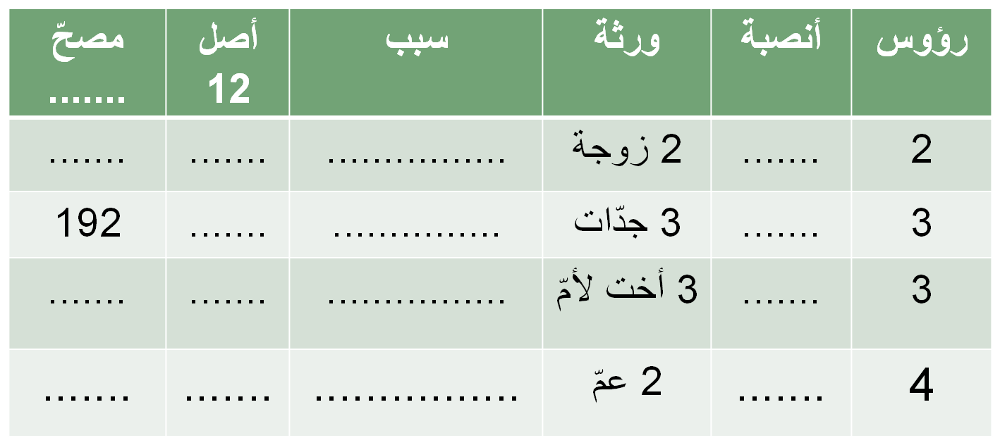 رؤوس أنصبة ورثة سبب أصل 12 مصحّ .......
2 ....... 2 زوجة ................ ....... .......
3 ....... 3 جدّات ............... ....... 192
3 ....... 3 أخت لأمّ ................ ....... .......
4 ....... 2 عمّ ................ ....... .......